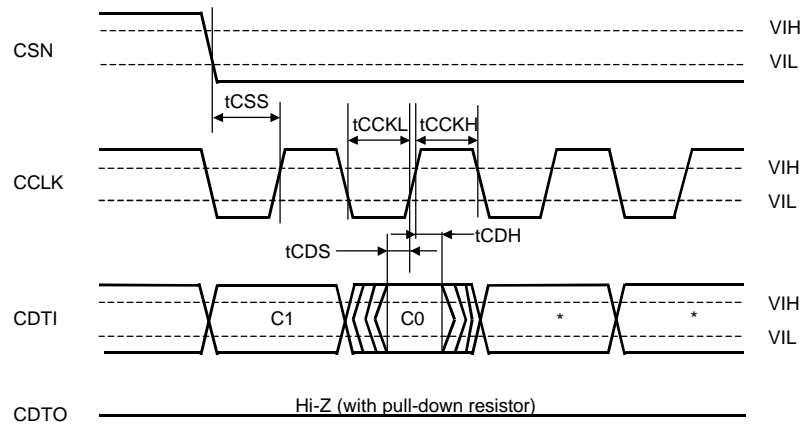 VIH
CSN
VIL
tCSS
tCCKL
tCCKH
VIH
CCLK
VIL
tCDH
tCDS
VIH
CDTI
C1
C0
*
*
VIL
Hi-Z (with pull-down resistor)
CDTO